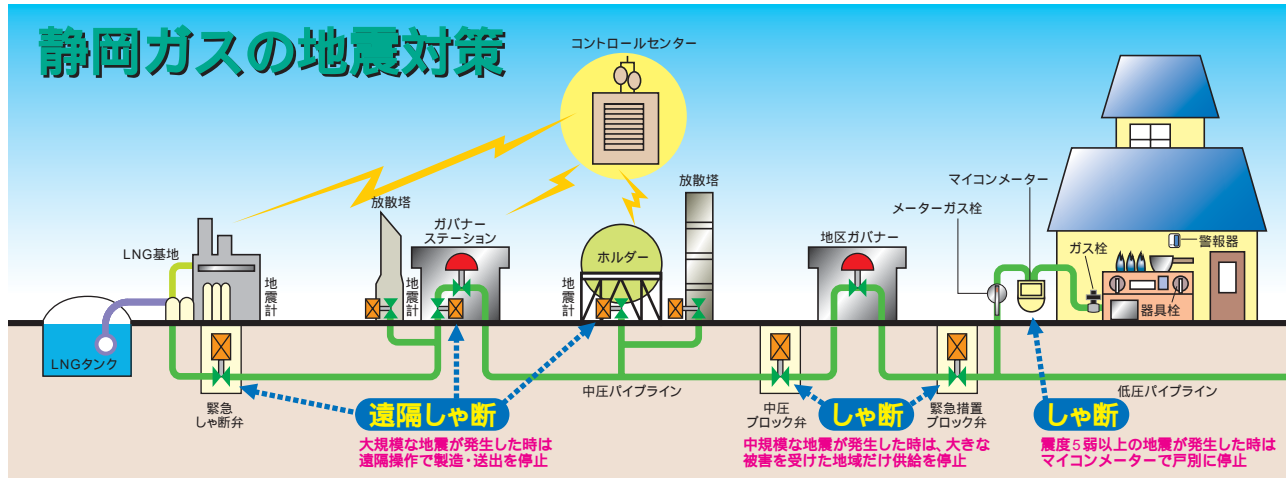 静岡ガスの地震対策
コントロールセンター
放散塔
ガバナー
ステーション
放散塔
LNG基地
地震計
地震計
ホルダー
地震計
地区ガバナー
マイコンメーター
メーターガス栓
ガス栓
警報器
器具栓
LNGタンク
緊急
しゃ断弁
遠隔しゃ断
大規模な地震が発生した時は
遠隔操作で製造・送出を停止
中圧パイプライン
中圧
ブロック弁
しゃ断
中規模な地震が発生した時は、大きな
被害を受けた地域だけ供給を停止
緊急措置
ブロック弁
しゃ断
震度5弱以上の地震が発生した時は
マイコンメーターで戸別に停止
低圧パイプライン